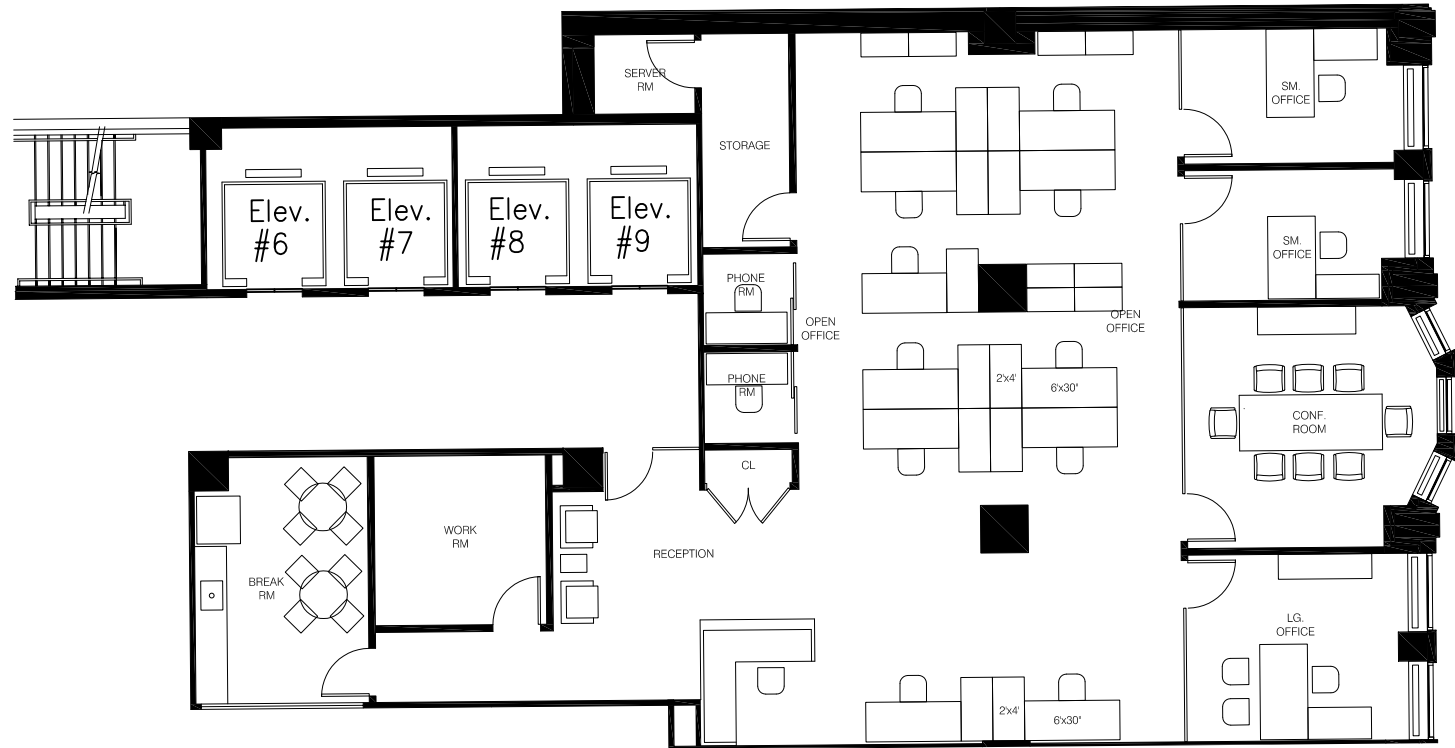 SERVER
RM
SM.
OFFICE
STORAGE
Elev.
#6
Elev.
#7
Elev.
#8
Elev.
#9
SM.
OFFICE
PHONE
RM
OPEN
OFFICE
OPEN
OFFICE
PHONE
RM
2'x4'
6'x30"
CONF.
ROOM
CL
WORK
RM
RECEPTION
BREAK
RM
LG.
OFFICE
2'x4'
6'x30"